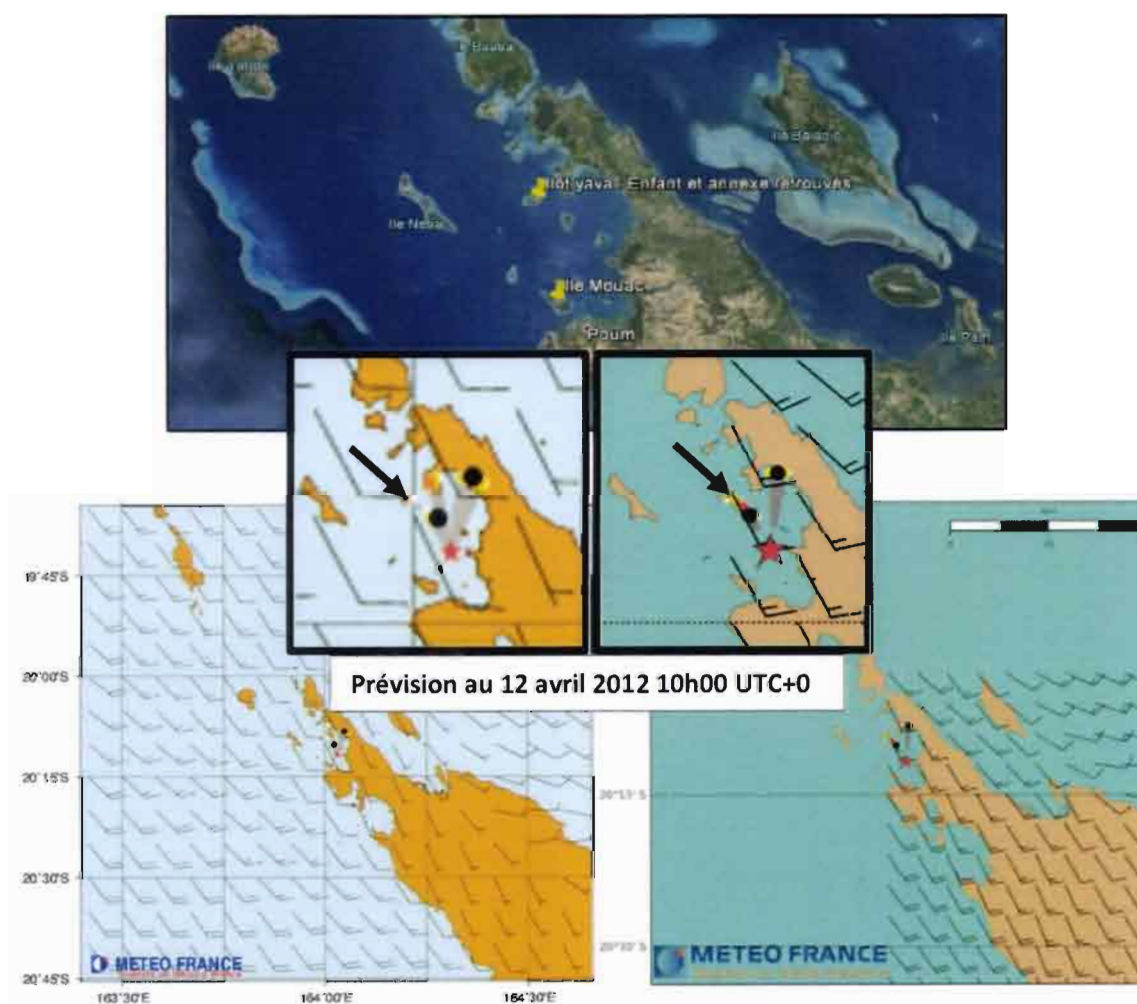 Ilot yava Enfant et annexe retrouvés
Ile Neba
Ile Mouac
Poum
Ile Pan
Prévision au 12 avril 2012 10h00 UTC+0
19˚45'S
20˚00'S
20˚15'S
20˚30'S
20˚45'S
163˚30'E
164˚00'E
164˚30'E
METEO FRANCE
METEO FRANCE